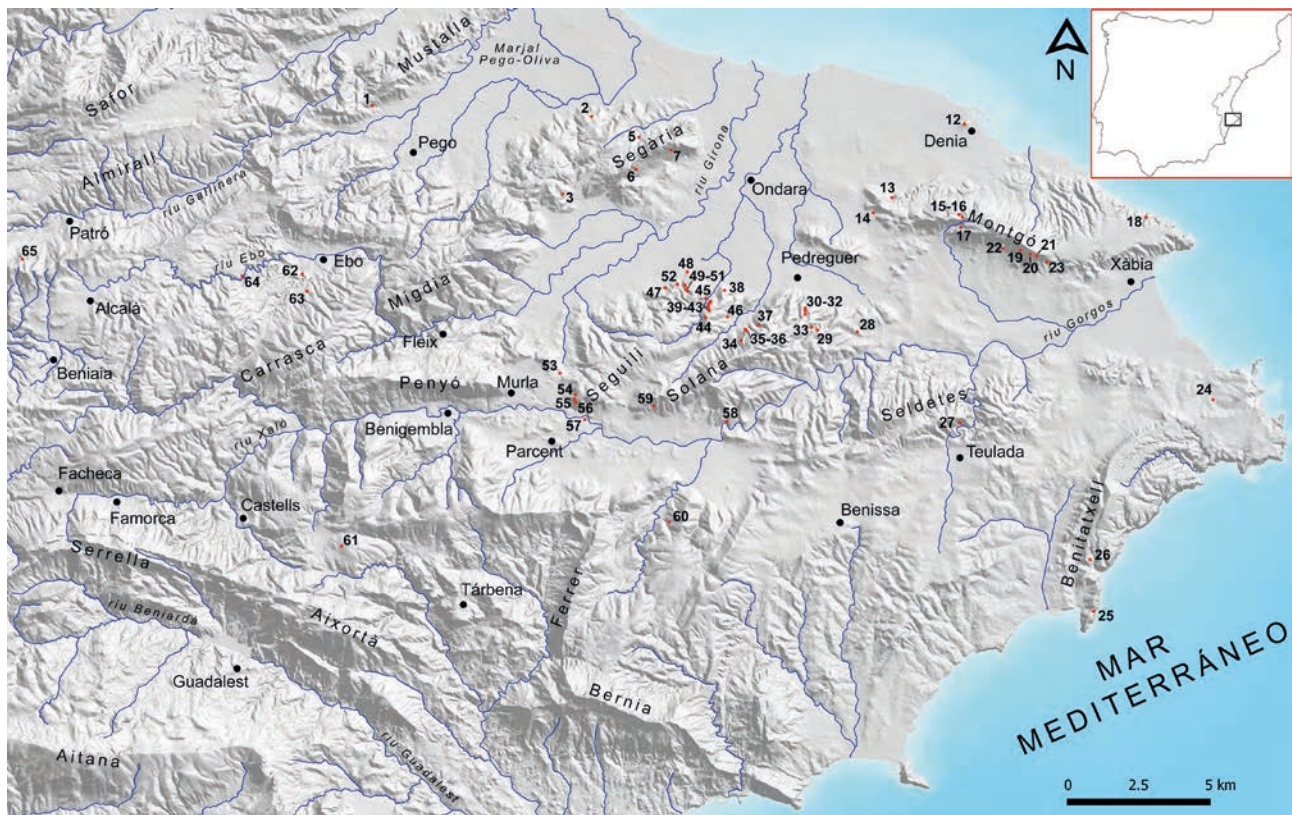 Marjal
Pego-Oliva
Mustalla
Safor
1
2
N
12
Denia
Pego
5
Segària
7
6
riu Girona
Almirall
riu Gallinera
3
Ondara
13
14
15-16
Montgó
17
18
Patró
65
riu Ebo
62
Ebo
64
63
Alcalà
Migdia
48
52
49-51
47
45
38
39-43
46
44
Pedreguer
30-32
37
33
29
28
34
35-36
22
21
19
20
23
Xàbia
riu Gorgos
Fleix
Carrasca
Beniaia
Penyó
Murla
53
54
55
56
57
Seguili
Solana
59
58
Seldetes
27
24
Teulada
riu Xaló
Benigembla
Parcent
Facheca
Famorca
Castells
61
60
Benissa
Benitatxell
26
25
Serrella
riu Beniardà
Aixortà
Tárbena
Ferrer
Guadalest
Bernia
riu Guadalest
Aitana
MAR
MEDITERRÁNEO
0 2.5 5 km